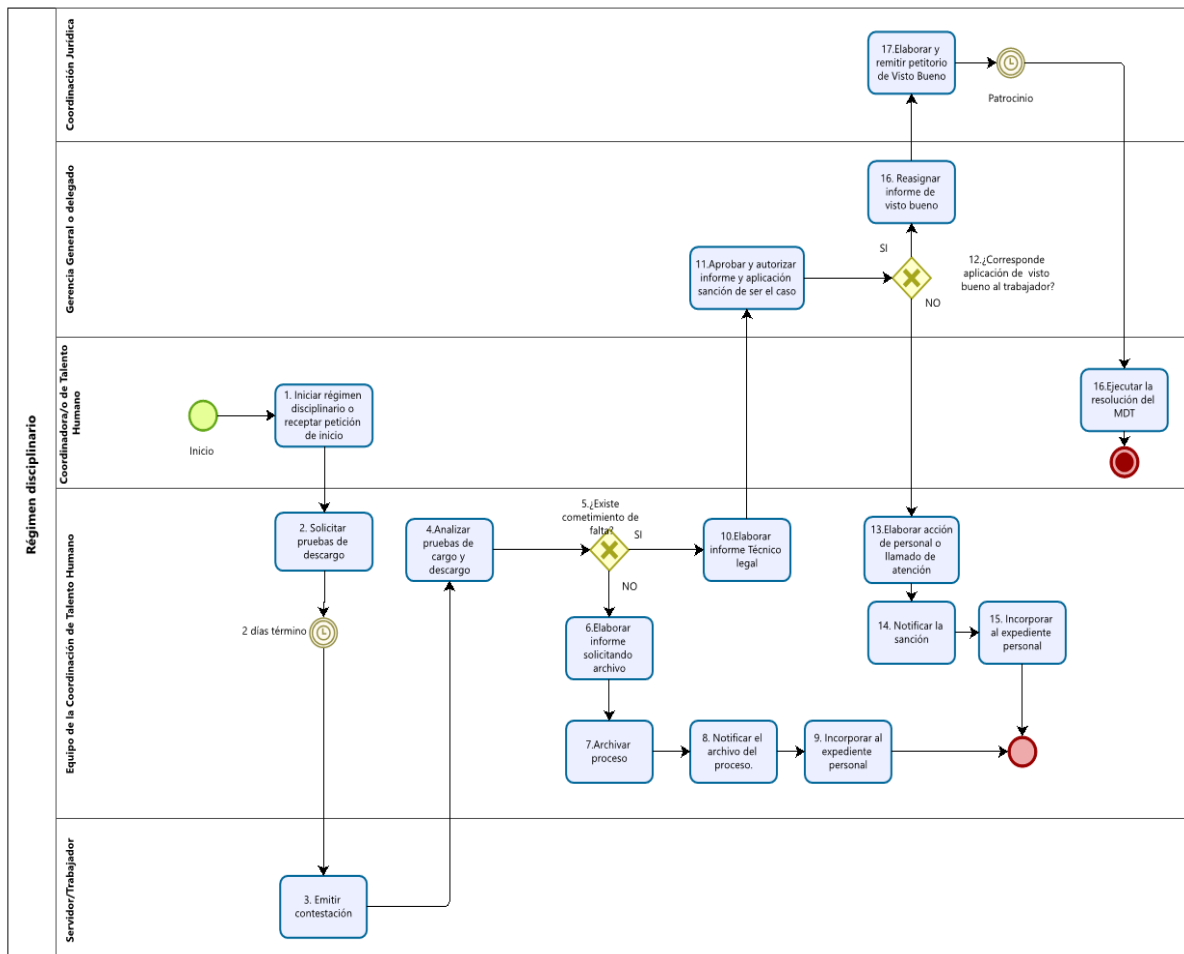 Régimen disciplinario
Coordinación Jurídica
17.Elaborar y
remitir petitorio
de Visto Bueno
Patrocinio
Gerencia General o delegado
16. Reasignar
informe de
visto bueno
SI
11.Aprobar y autorizar
informe y aplicación
sanción de ser el caso
12.¿Corresponde
aplicación de visto
bueno al trabajador?
NO
Coordinadora/o de Talento
Humano
Inicio
1. Iniciar régimen
disciplinario o
receptar petición
de inicio
16.Ejecutar la
resolución del
MDT
Equipo de la Coordinación de Talento Humano
2. Solicitar
pruebas de
descargo
2 días término
4.Analizar
pruebas de
cargo y
descargo
5.¿Existe
cometimiento de
falta?
SI
NO
10.Elaborar
informe Técnico
legal
6.Elaborar
informe
solicitando
archivo
7.Archivar
proceso
8. Notificar el
archivo del
proceso.
9. Incorporar al
expediente
personal
13.Elaborar acción
de personal o
llamado de
atención
14. Notificar la
sanción
15. Incorporar
al expediente
personal
Servidor/Trabajador
3. Emitir
contestación